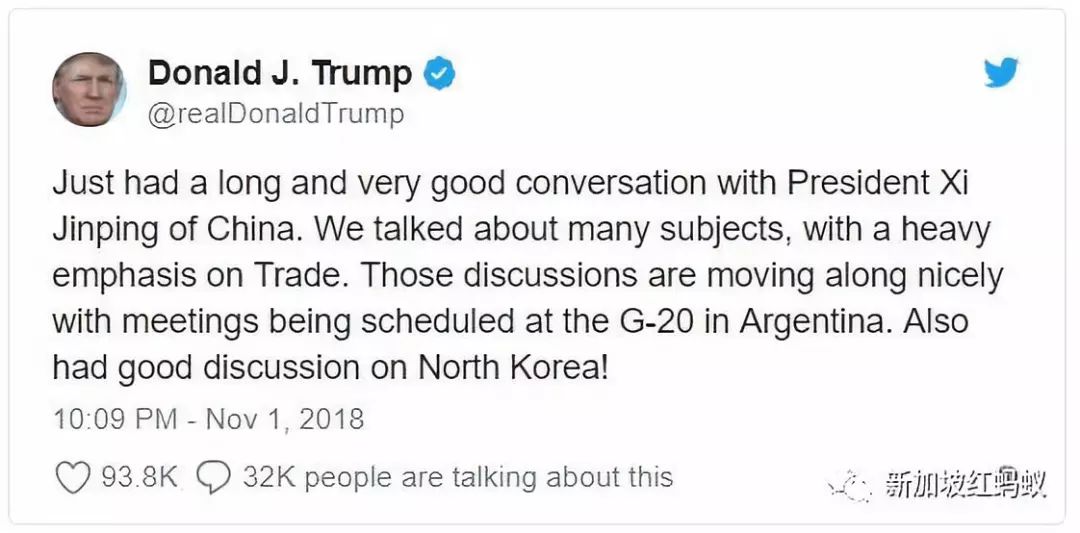 Donald J. Trump
@realDonaldTrump
Just had a long and very good conversation with President Xi
Jinping of China. We talked about many subjects, with a heavy
emphasis on Trade. Those discussions are moving along nicely
with meetings being scheduled at the G-20 in Argentina. Also
had good discussion on North Korea!
10:09 PM - Nov 1, 2018
93.8K 32K people are talking about this
新加坡红蚂蚁